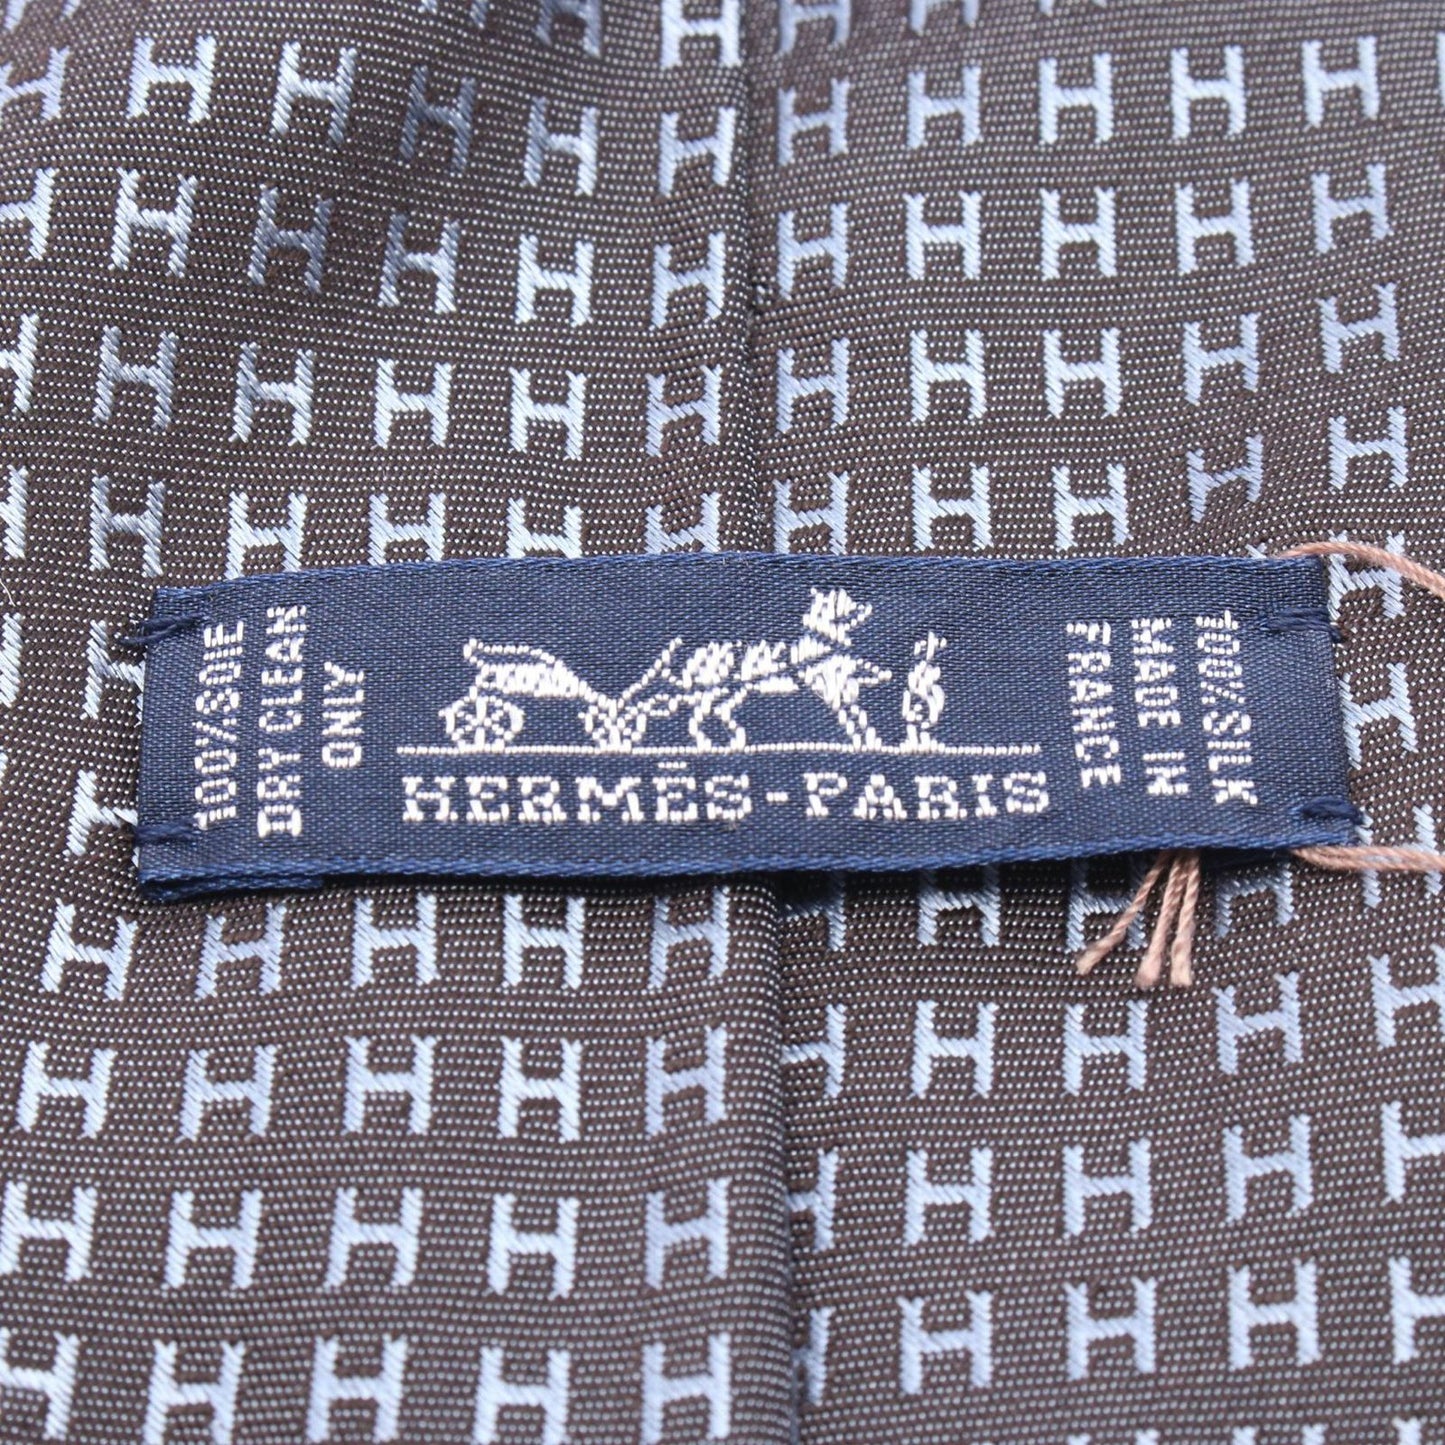 100/SOIE
DRY CLEAN
ONLY
HERMÈS-PARIS
100/SILK
MADE IN
FRANCE